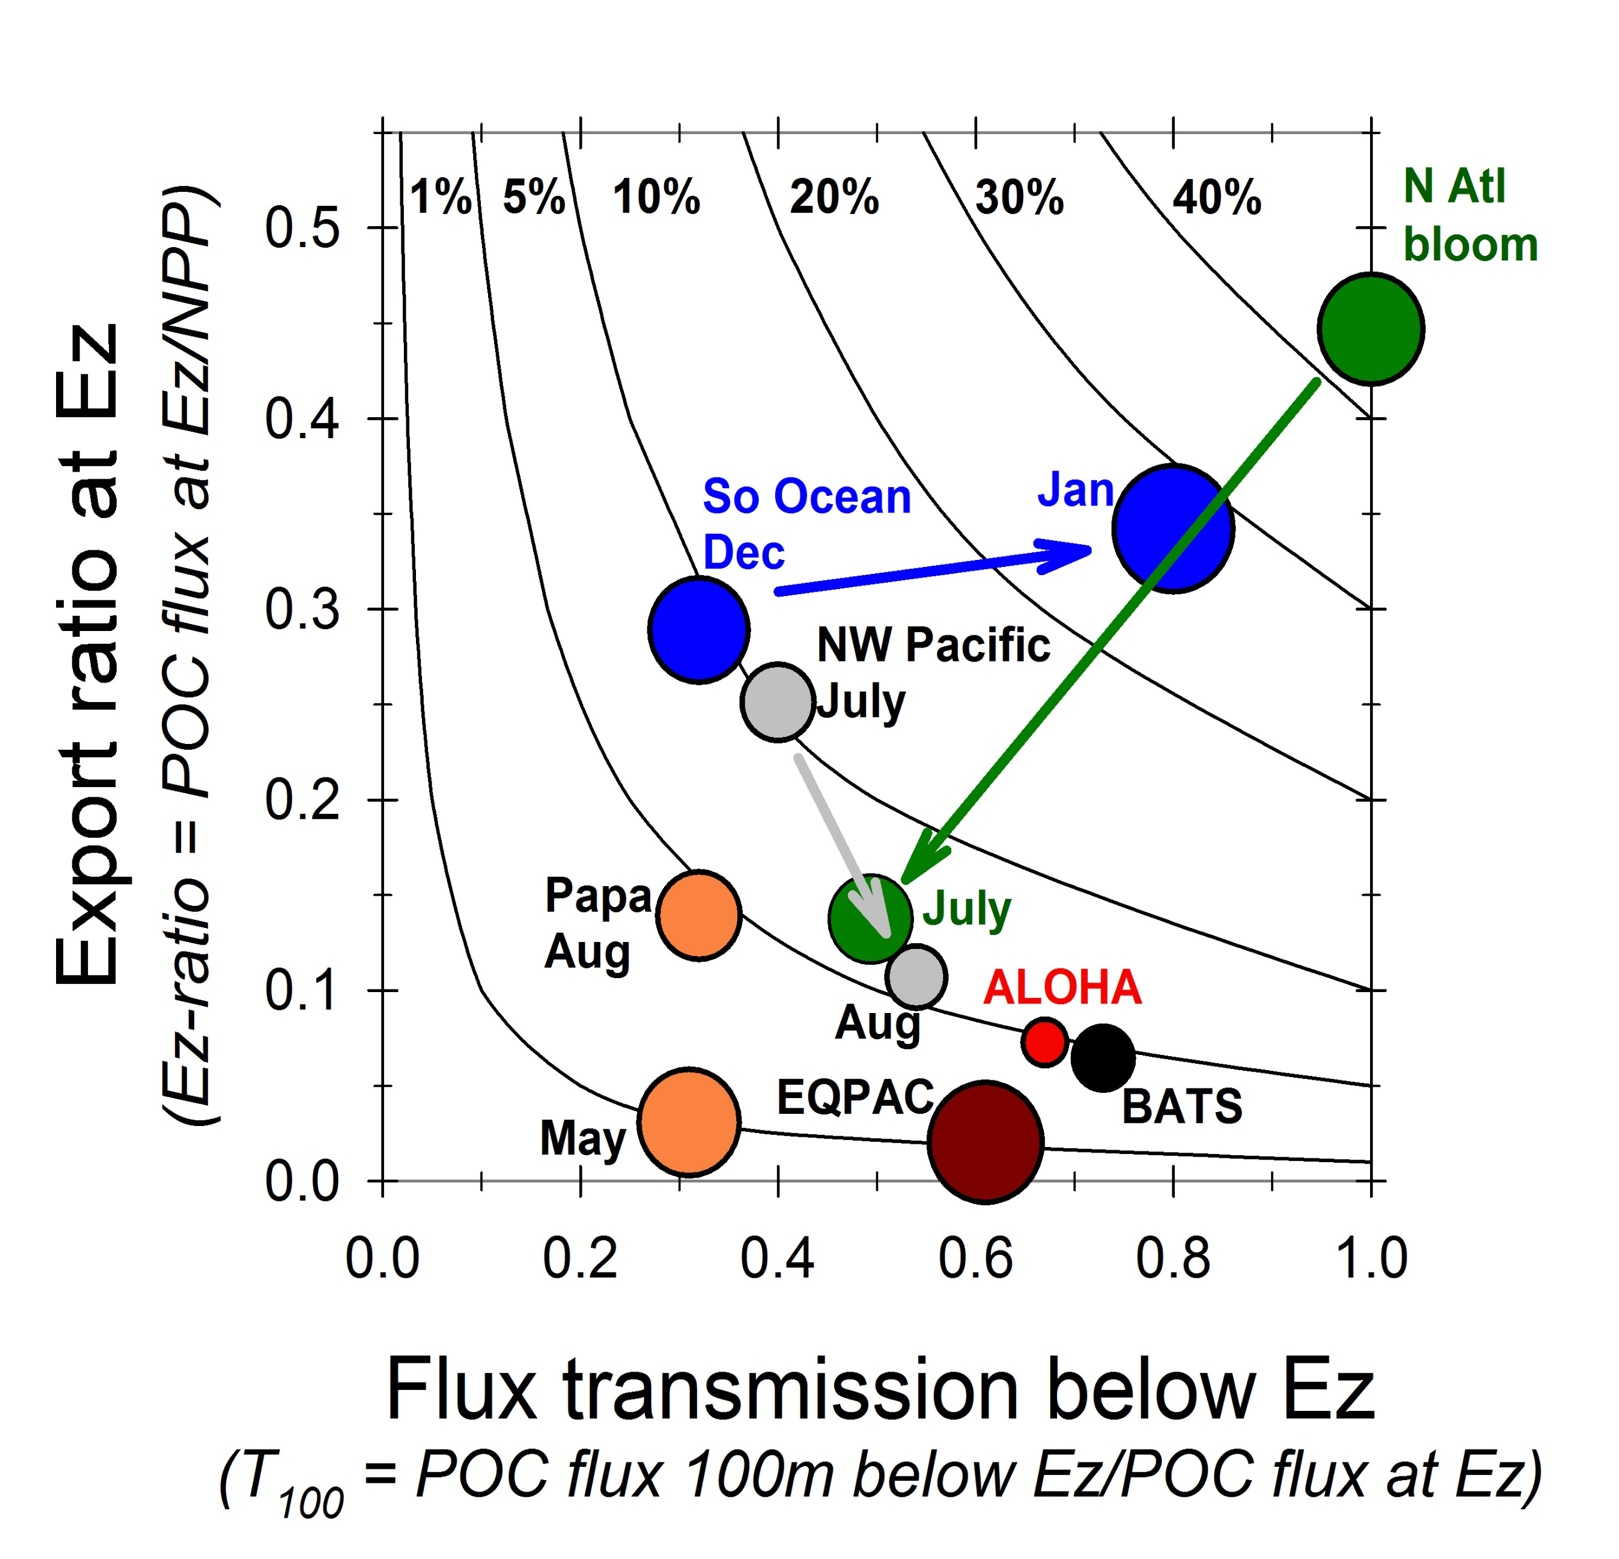 1%
5%
10%
20%
30%
40%
N Atl
bloom
0.5
0.4
0.3
0.2
0.1
0.0
Export ratio at Ez
(Ez-ratio = POC flux at Ez/NPP)
So Ocean
Dec
Jan
NW Pacific
July
Papa
Aug
July
Aug
ALOHA
EQPAC
BATS
May
0.0
0.2
0.4
0.6
0.8
1.0
Flux transmission below Ez
(T100 = POC flux 100m below Ez/POC flux at Ez)